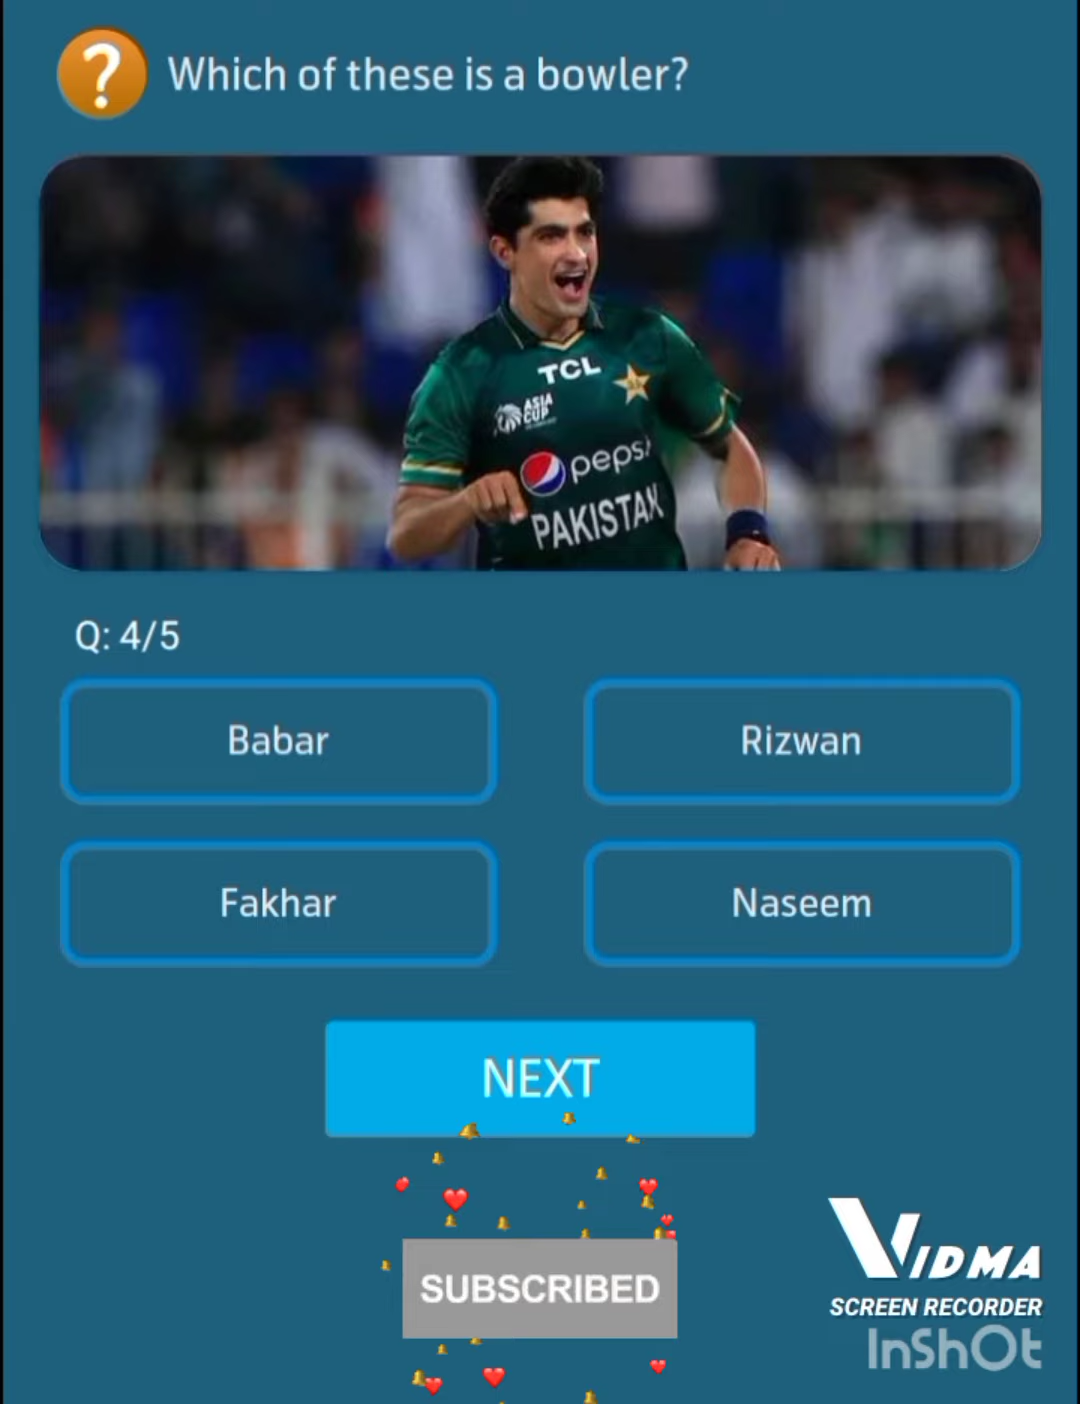 Which of these is a bowler?
TCL
ASIA
CUP
pepsi
PAKISTAN
Q: 4/5
Babar
Rizwan
Fakhar
Naseem
NEXT
SUBSCRIBED
VIDMA
SCREEN RECORDER
InShOt